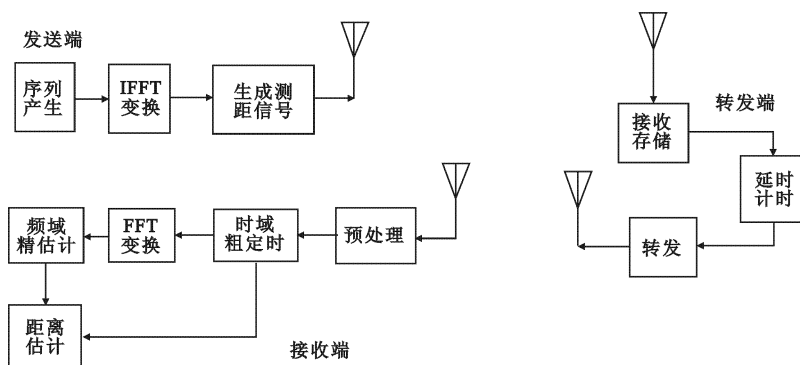 发送端
序列
产生
IFFT
变换
生成测
距信号
接收
存储
转发端
延时
计时
转发
预处理
时域
粗定时
FFT
变换
频域
精估计
距离
估计
接收端